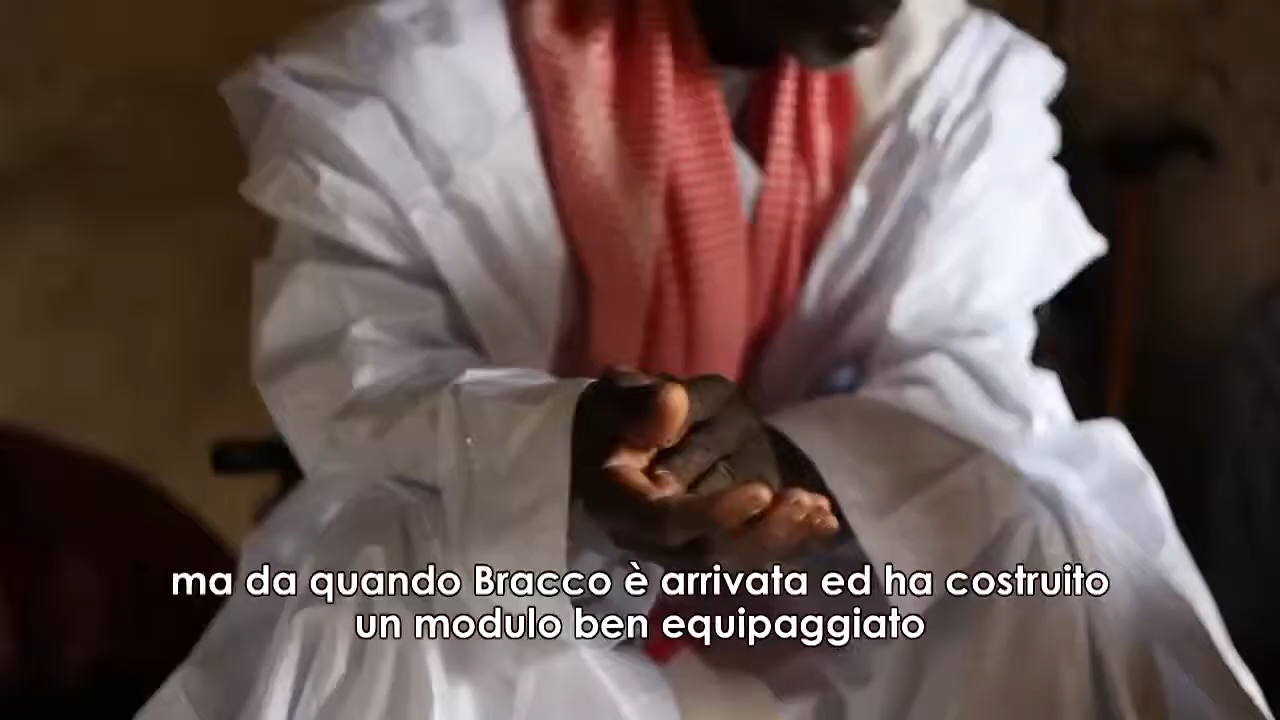 ma da quando Bracco è arrivata ed ha costruito
un modulo ben equipaggiato